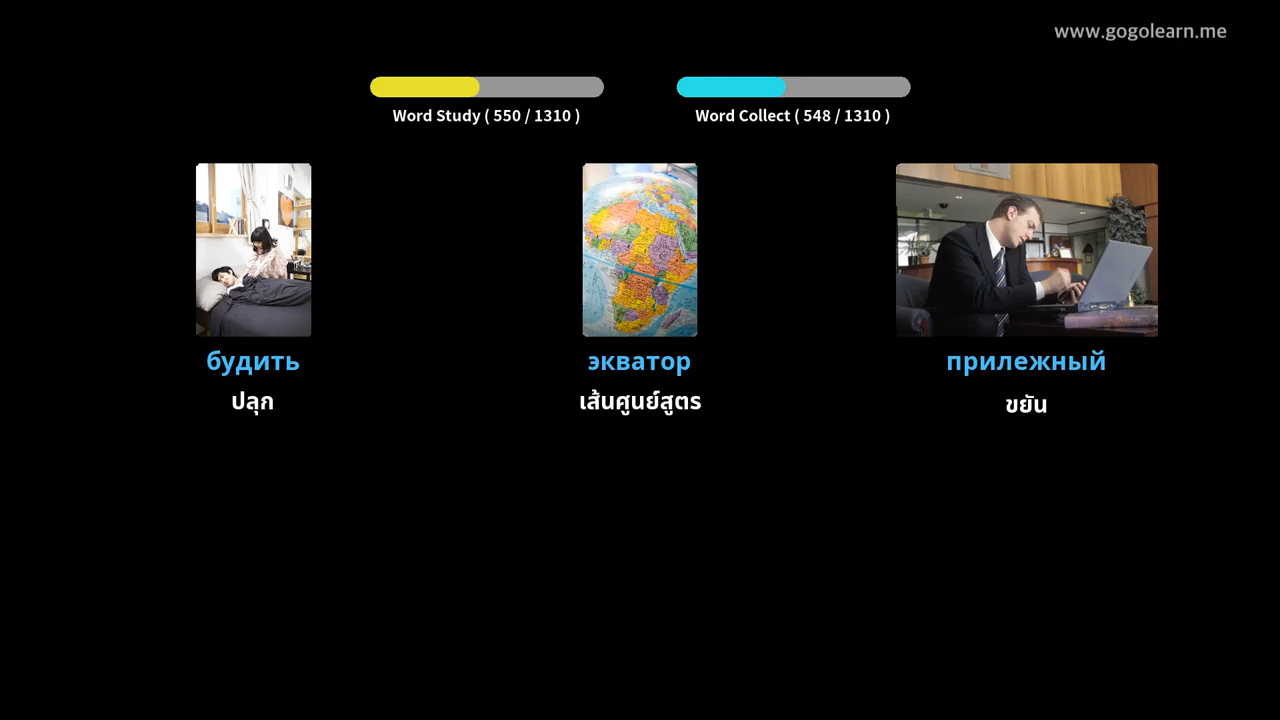 www.gogolearn.me
Word Study ( 550 / 1310 )
Word Collect ( 548 / 1310 )
будить
экватор
прилежный
ปลุก
เส้นศูนย์สูตร
ขยัน